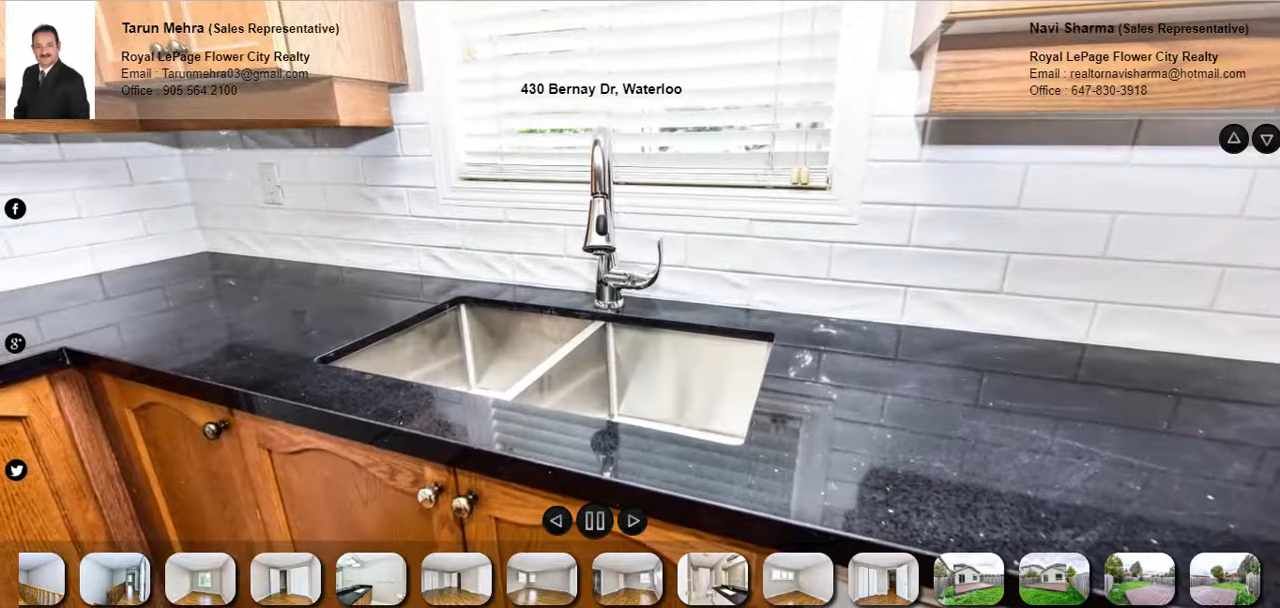 Tarun Mehra (Sales Representative)
Royal LePage Flower City Realty
Email : Tarunmehra03@gmail.com
Office : 905.564.2100
430 Bernay Dr, Waterloo
Navi Sharma (Sales Representative)
Royal LePage Flower City Realty
Email : realtornavisharma@hotmail.com
Office : 647-830-3918